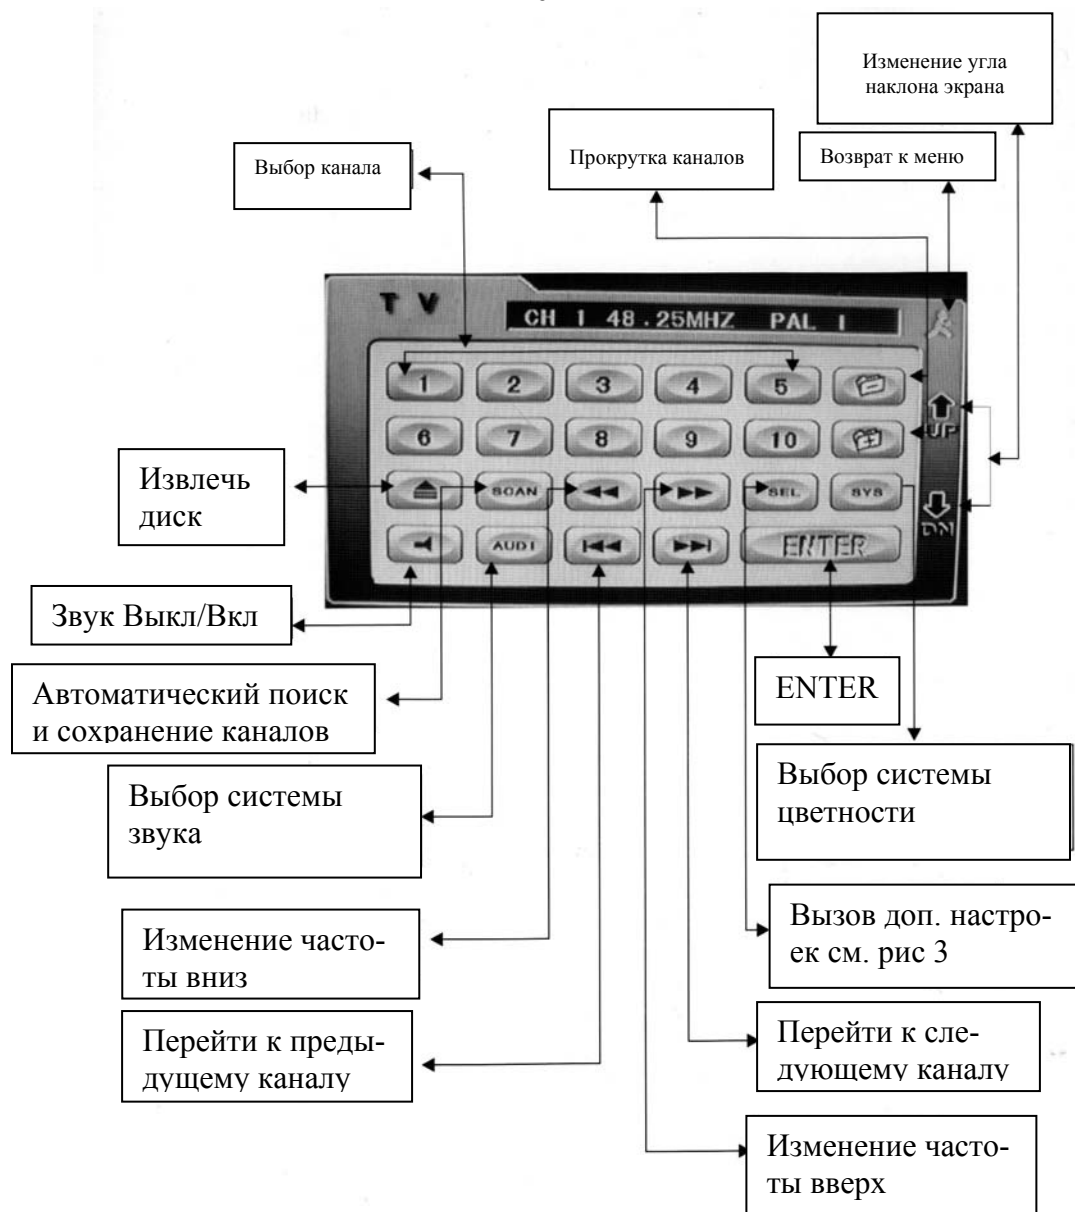 Изменение угла
наклона экрана
Прокрутка каналов
Возврат к меню
Выбор канала
TV
CH 1 48.25MHZ PAL I
1 2 3 4 5
6 7 8 9 10
UP
SCAN SEL SYS
DN
AUDI ENTER
Извлечь
диск
Звук Выкл/Вкл
Автоматический поиск
и сохранение каналов
ENTER
Выбор системы
звука
Выбор системы
цветности
Изменение часто-
ты вниз
Вызов доп. настро-
ек см. рис 3
Перейти к преды-
дущему каналу
Перейти к сле-
дующему каналу
Изменение часто-
ты вверх